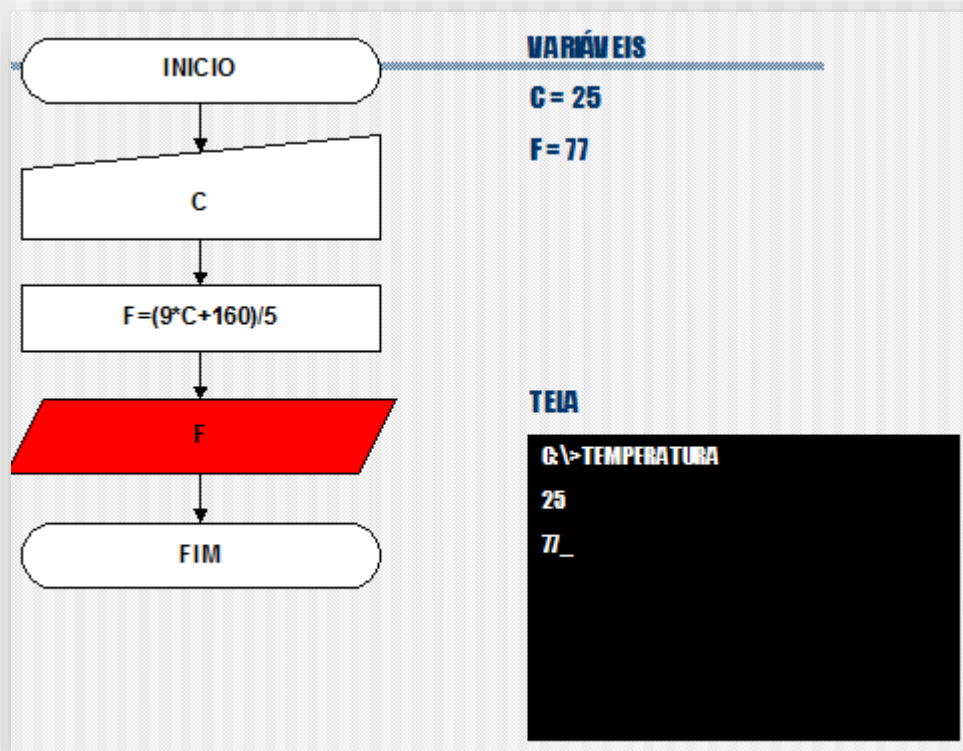 INICIO
C
F=(9*C+160)/5
F
FIM
VARIÁVEIS
C = 25
F = 77
TELA
C:\>TEMPERATURA
25
77_